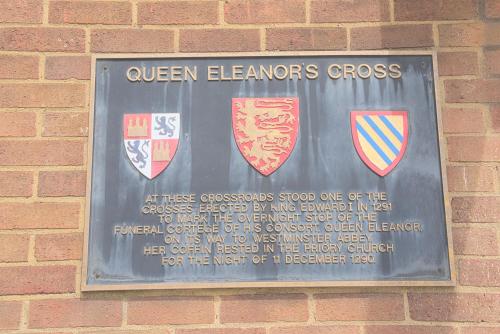 QUEEN ELEANOR'S CROSS
AT THESE CROSSROADS STOOD ONE OF THE
CROSSES ERECTED BY KING EDWARD I IN 1291
TO MARK THE OVERNIGHT STOP OF THE
FUNERAL CORTEGE OF HIS CONSORT, QUEEN ELEANOR,
ON ITS WAY TO WESTMINSTER ABBEY.
HER COFFIN RESTED IN THE PRIORY CHURCH
FOR THE NIGHT OF 11 DECEMBER 1290.